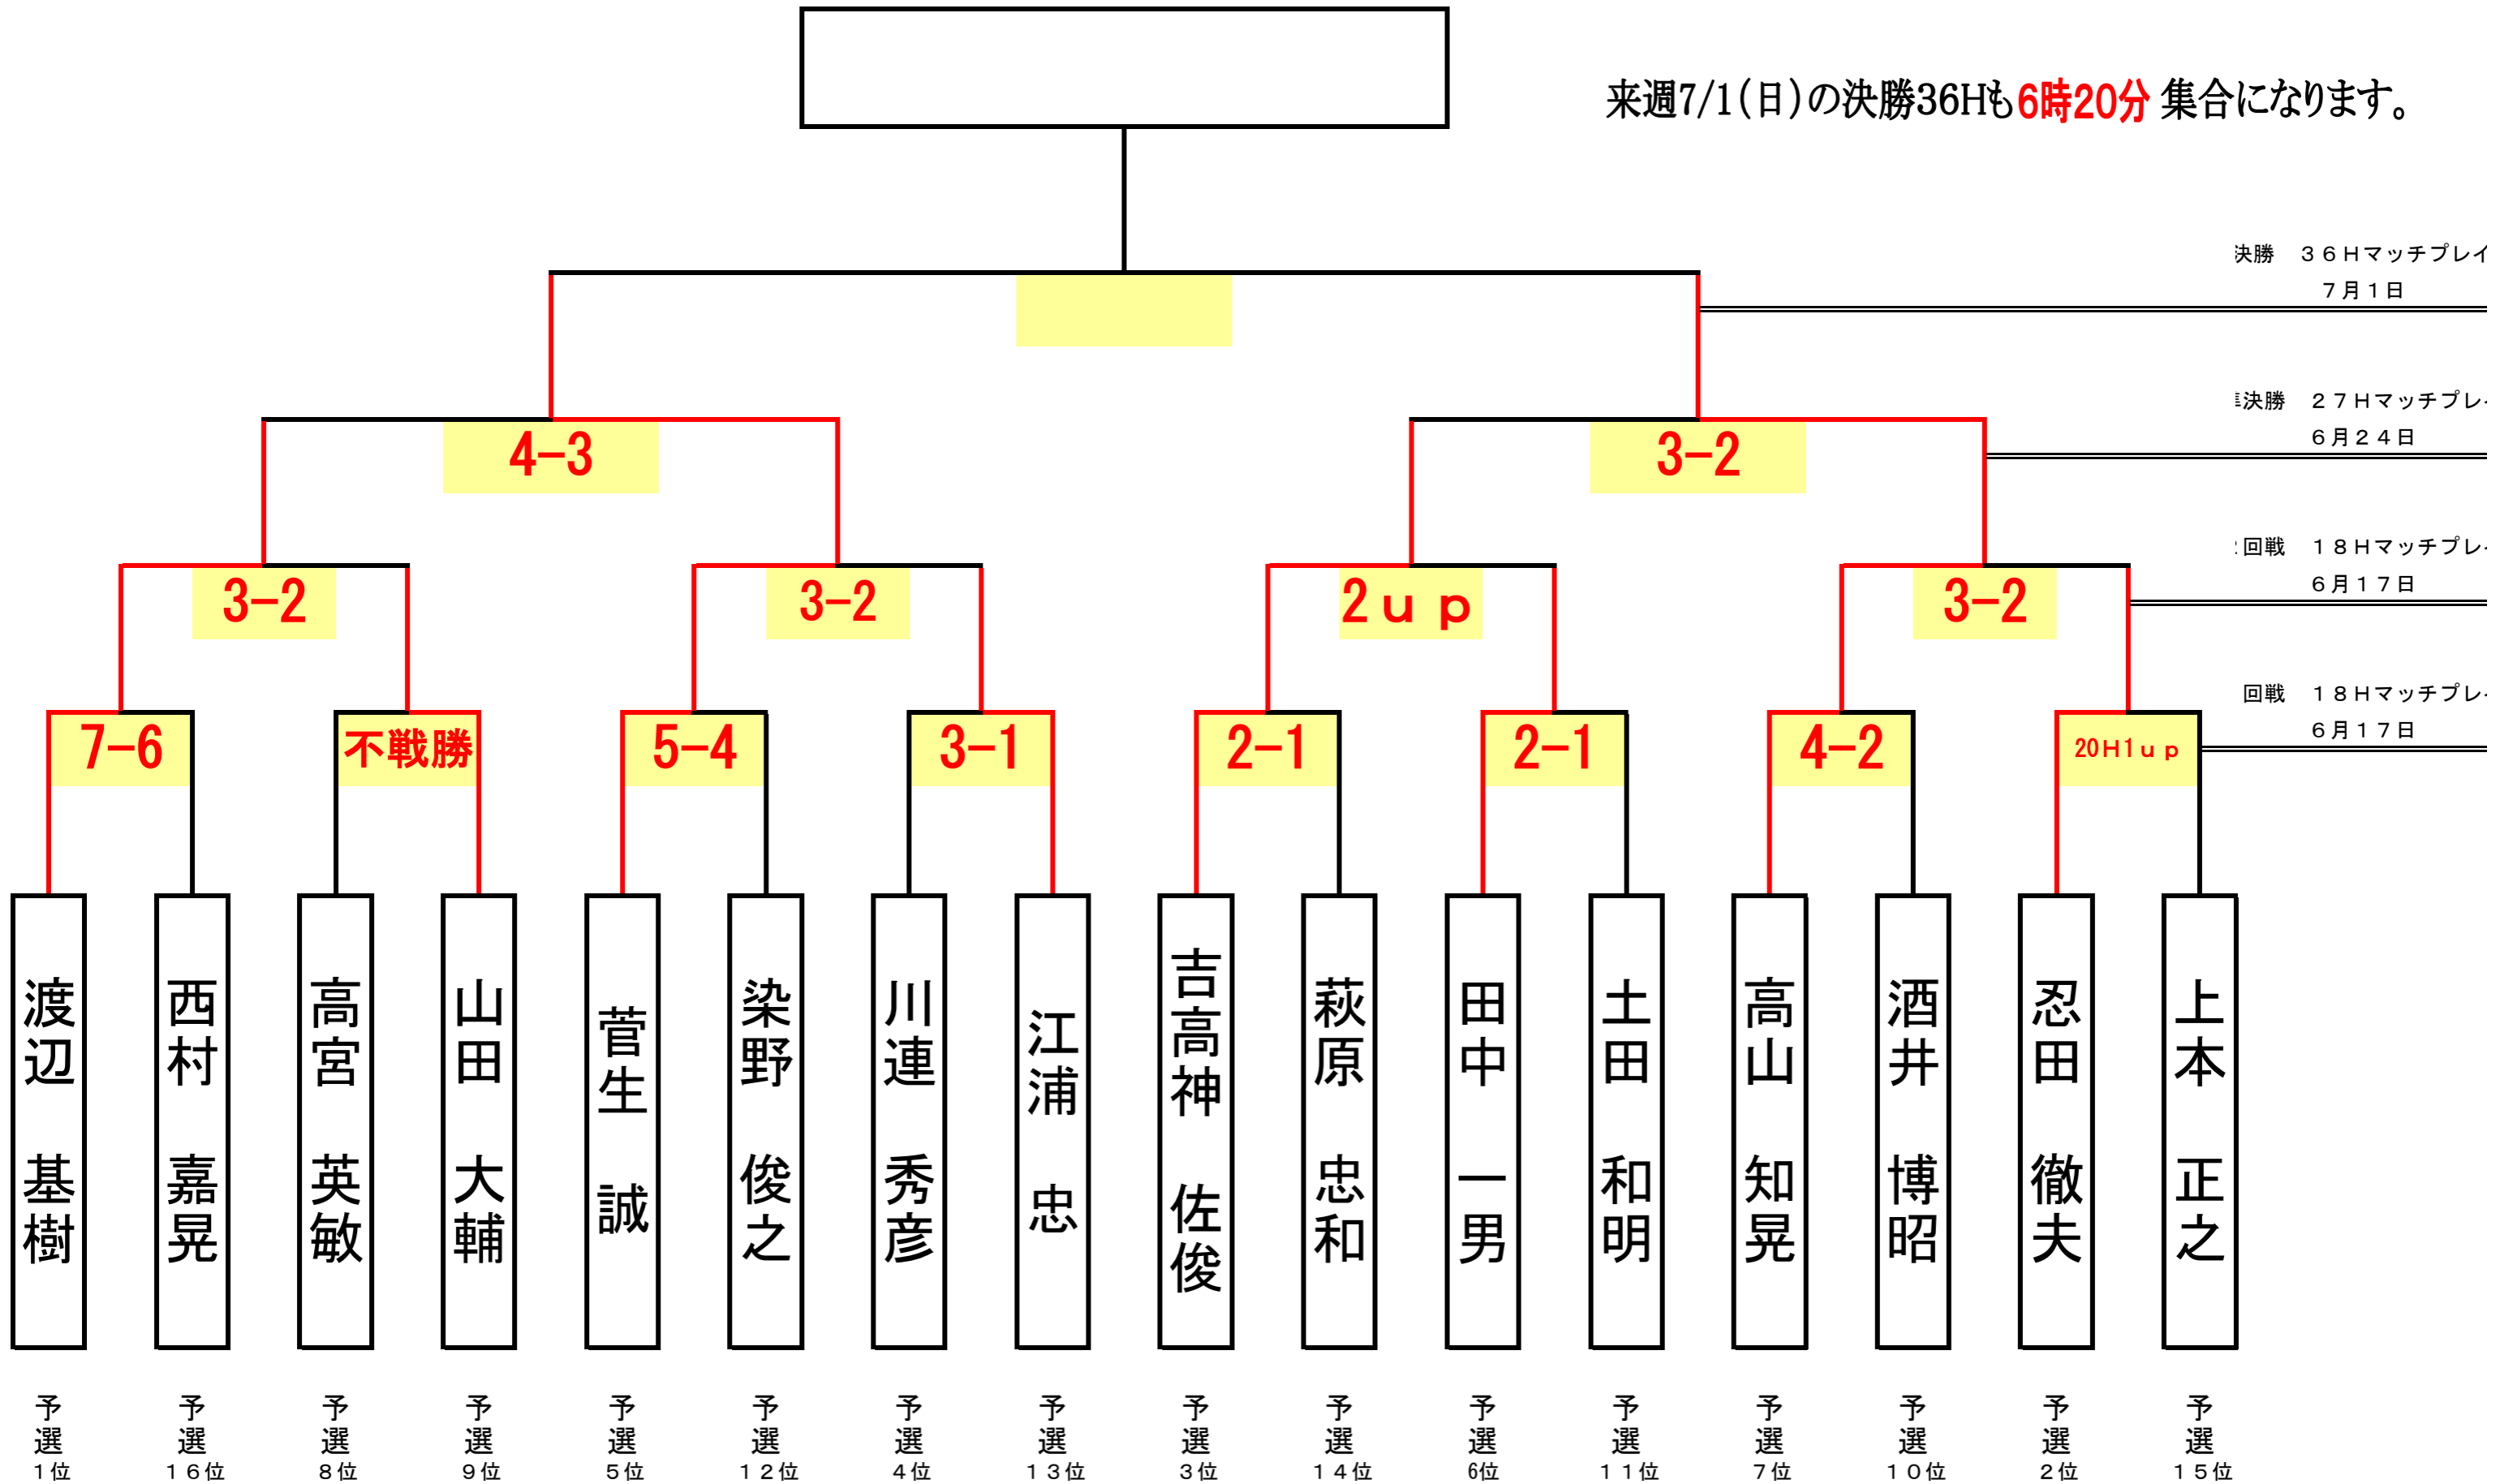 来週7/1(日)の決勝36Hも6時20分 集合になります。
決勝　３６Ｈマッチプレイ
７月１日
決勝　２７Ｈマッチプレ
６月２４日
4-3
3-2
回戦　１８Ｈマッチプレ
６月１７日
3-2
3-2
2ｕｐ
3-2
回戦　１８Ｈマッチプレ
６月１７日
7-6
不戦勝
5-4
3-1
2-1
2-1
4-2
20Ｈ1ｕｐ
渡辺　基樹
西村　嘉晃
高宮　英敏
山田　大輔
菅生　誠
染野　俊之
川連　秀彦
江浦　忠
吉高神　佐俊
萩原　忠和
田中　一男
土田　和明
高山　知晃
酒井　博昭
忍田　徹夫
上本　正之
予選１位
予選１６位
予選８位
予選９位
予選５位
予選１２位
予選４位
予選１３位
予選３位
予選１４位
予選6位
予選１１位
予選７位
予選１０位
予選２位
予選１５位